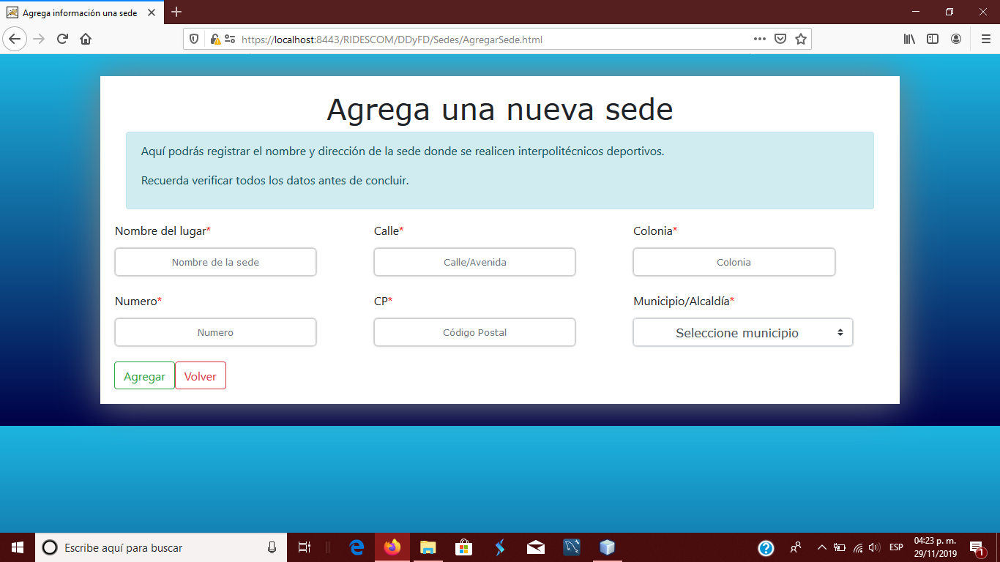 Agrega información una sede
https://localhost:8443/RIDESCOM/DDyFD/Sedes/AgregarSede.html
Agrega una nueva sede
Aquí podrás registrar el nombre y dirección de la sede donde se realicen interpolitécnicos deportivos.
Recuerda verificar todos los datos antes de concluir.
Nombre del lugar* Calle* Colonia*
Nombre de la sede Calle/Avenida Colonia
Numero* CP* Municipio/Alcaldía*
Numero Código Postal Seleccione municipio
Agregar Volver
Escribe aquí para buscar
ESP
04:23 p. m.
29/11/2019
1